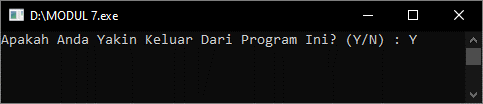 D:\MODUL 7.exe
Apakah Anda Yakin Keluar Dari Program Ini? (Y/N) : Y